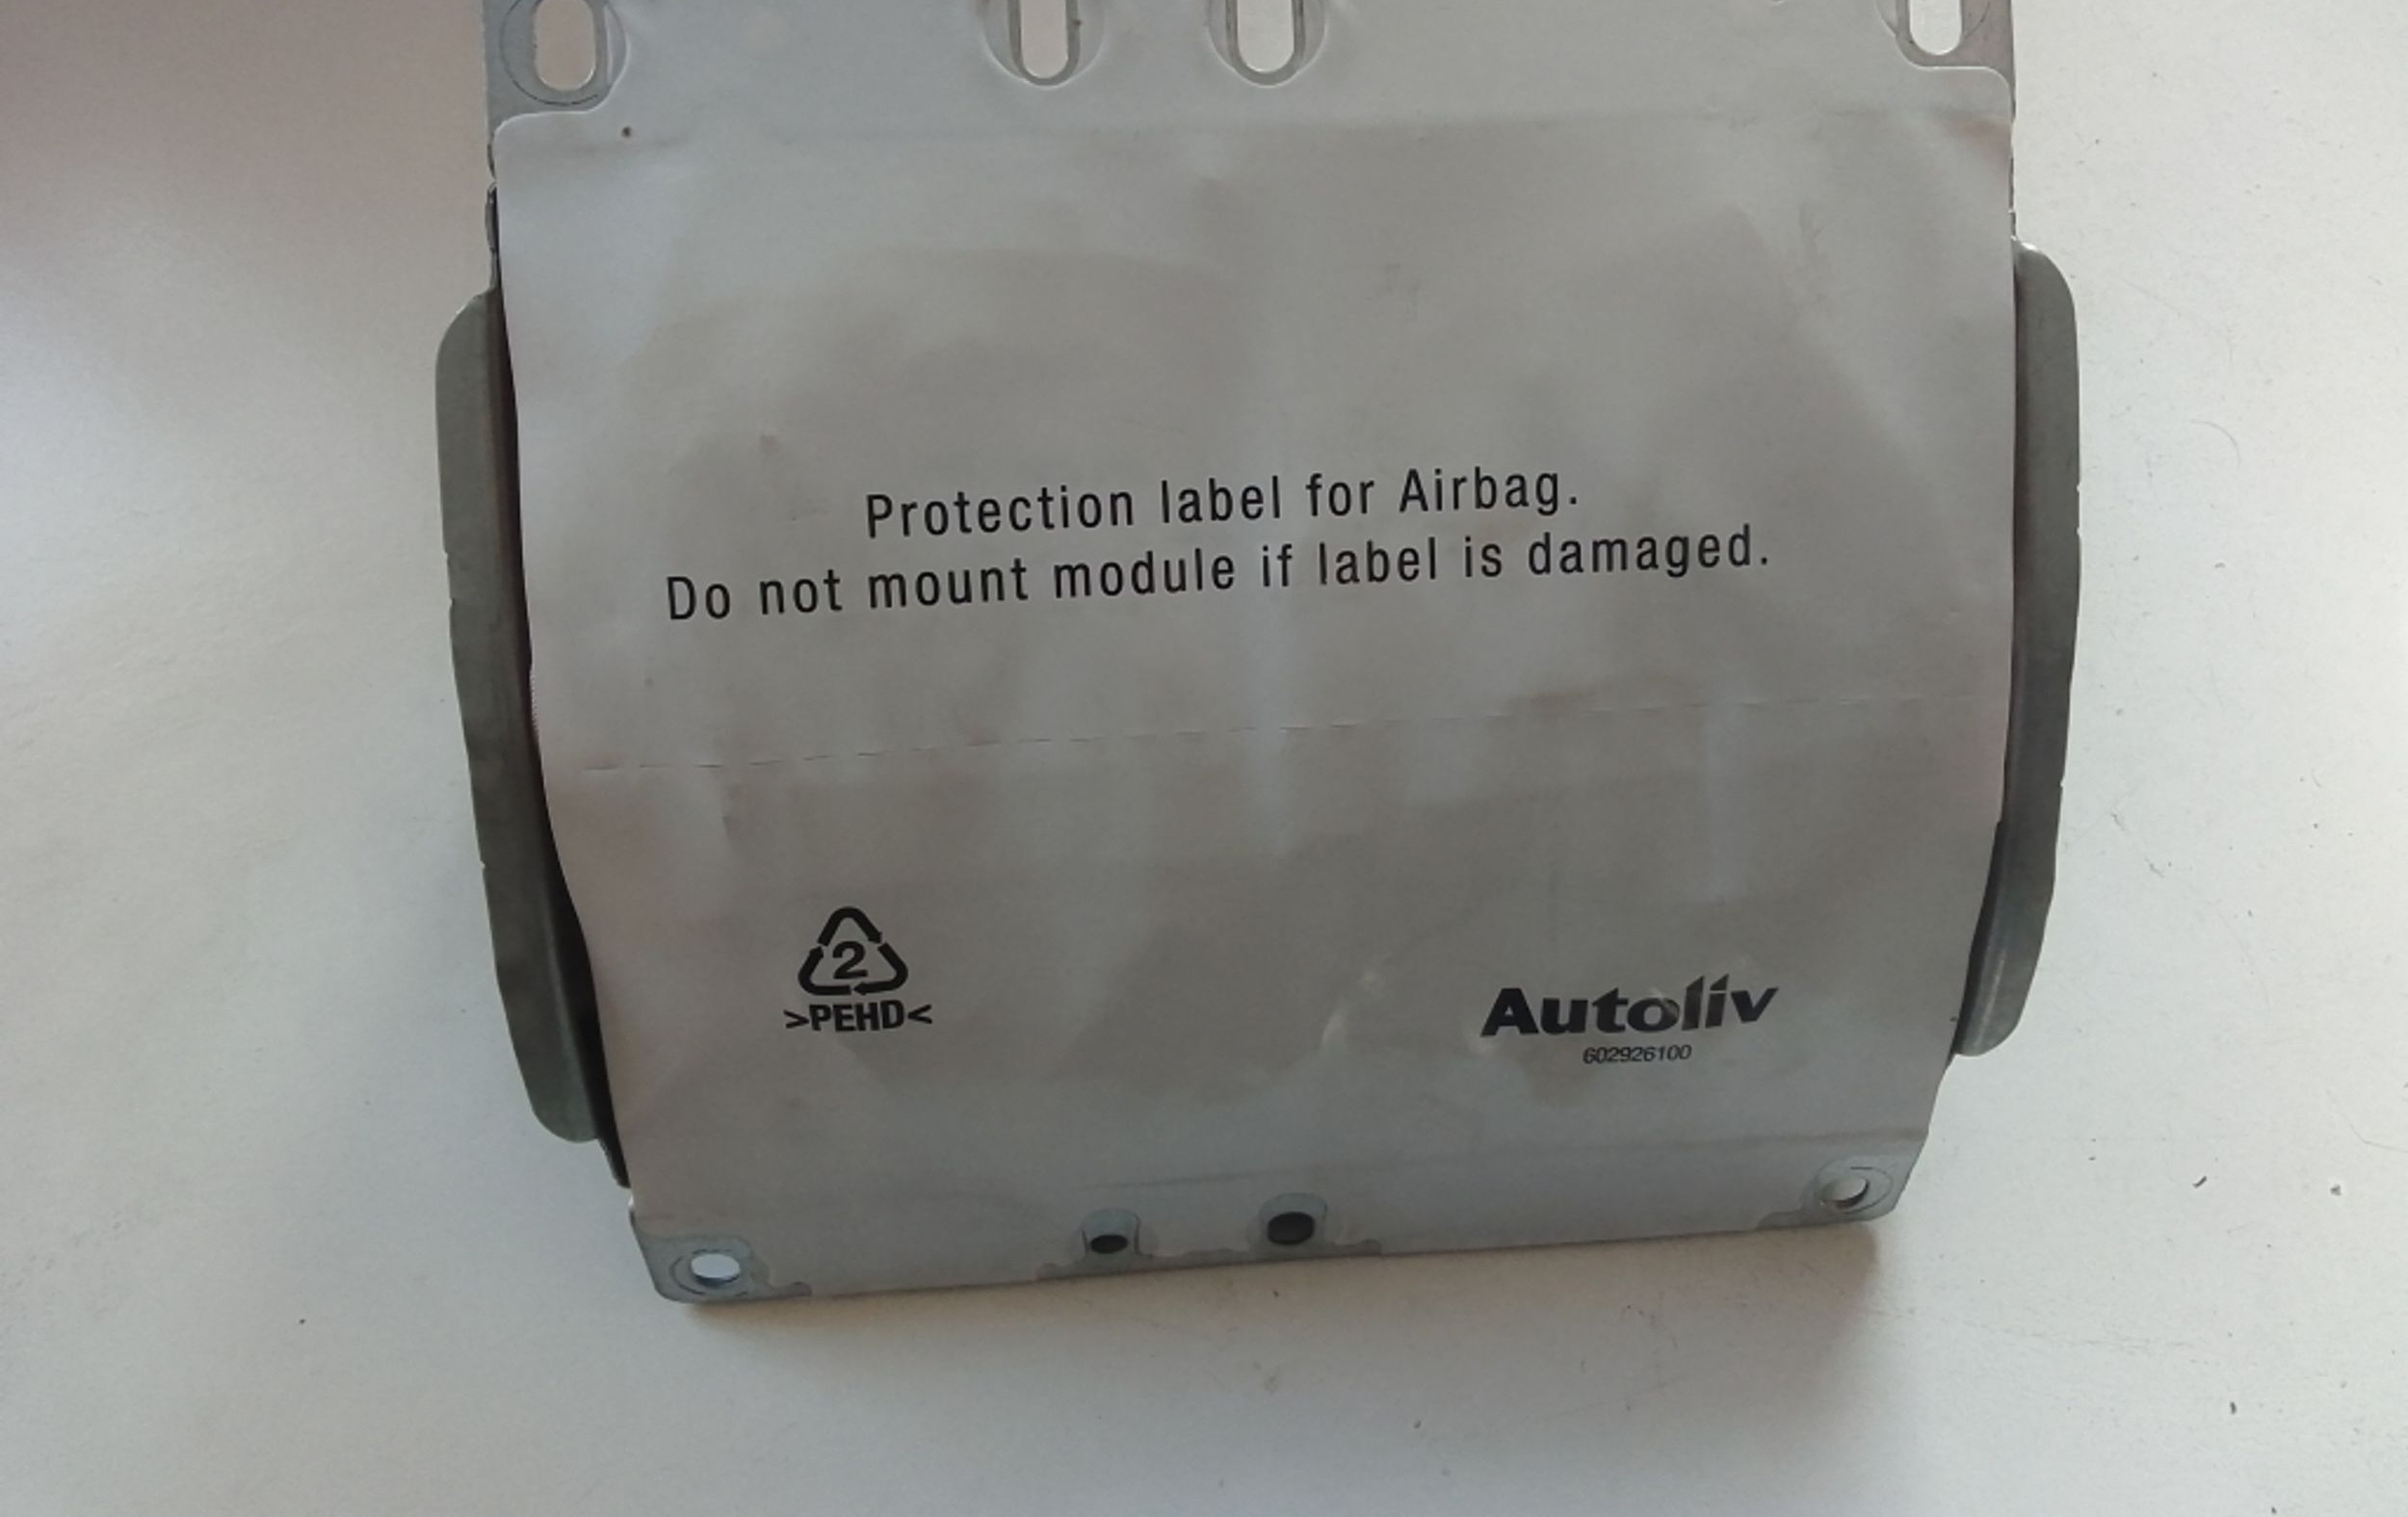 Protection label for Airbag.
Do not mount module if label is damaged.
2
>PEHD<
Autoliv
602926100